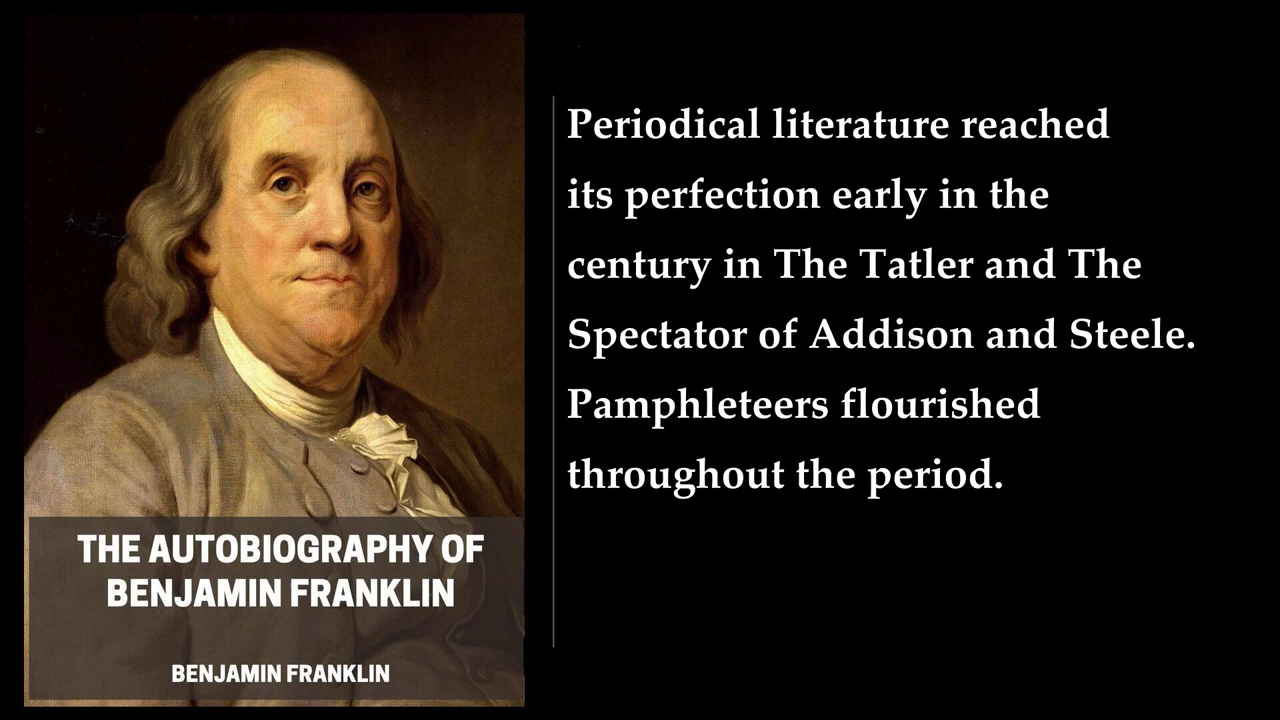 THE AUTOBIOGRAPHY OF
BENJAMIN FRANKLIN
BENJAMIN FRANKLIN
Periodical literature reached
its perfection early in the
century in The Tatler and The
Spectator of Addison and Steele.
Pamphleteers flourished
throughout the period.